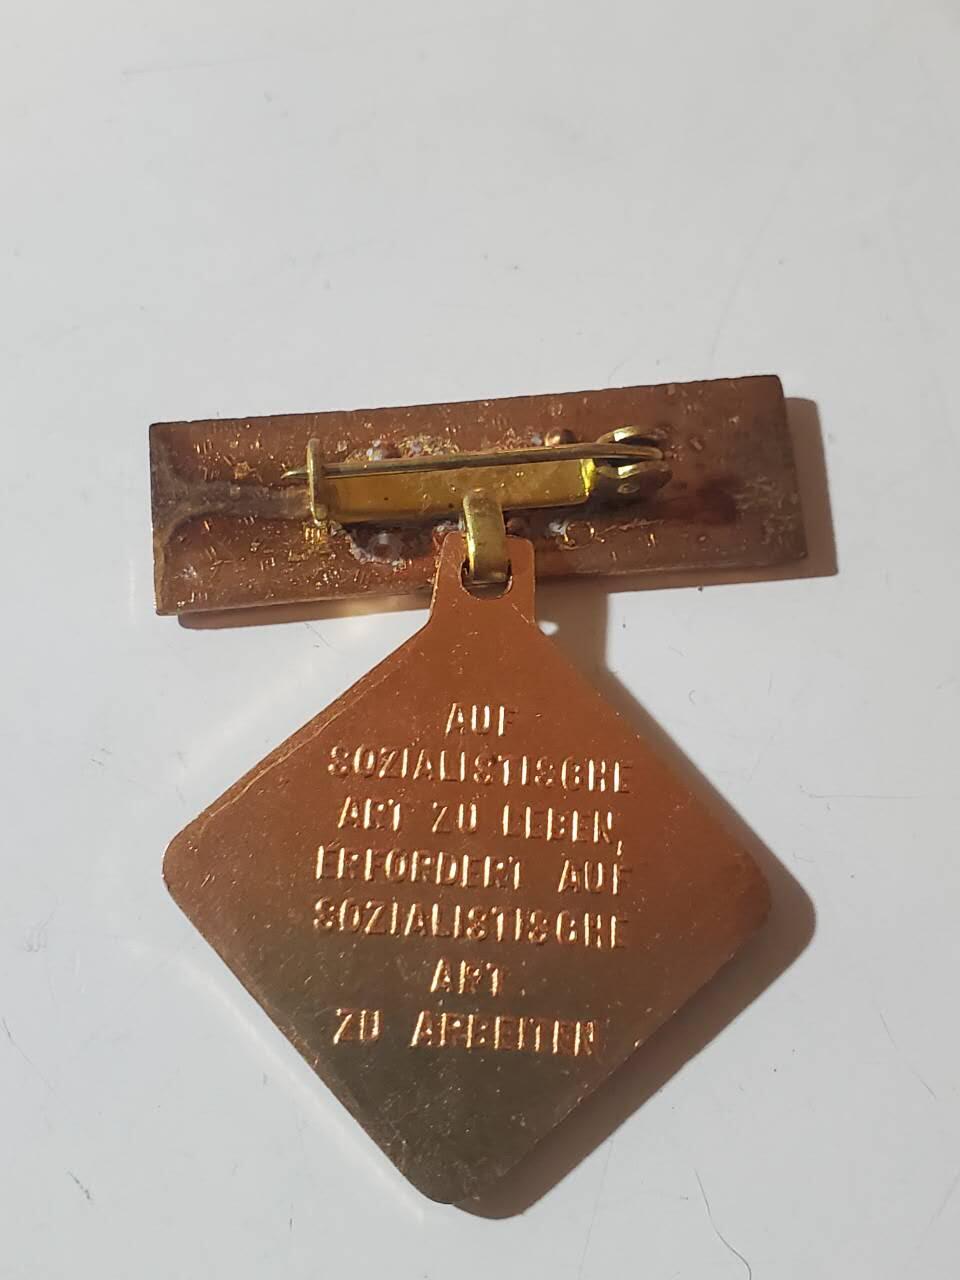 AUF
SOZIALISTISCHE
ART ZU LEBEN,
ERFORDERT AUF
SOZIALISTISCHE
ART
ZU ARBEITEN